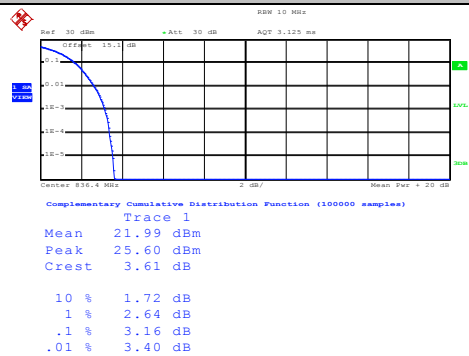 RBW 10 MHz
Ref 30 dBm Att 30 dB AQT 3.125 ms
Offset 15.1 dB
0.1
A
1 SA
VIEW
0.01
1E-3
LVL
1E-4
1E-5
3DB
Center 836.4 MHz 2 dB/ Mean Pwr + 20 dB
Complementary Cumulative Distribution Function (100000 samples)
Trace 1
Mean 21.99 dBm
Peak 25.60 dBm
Crest 3.61 dB
10 % 1.72 dB
1 % 2.64 dB
.1 % 3.16 dB
.01 % 3.40 dB